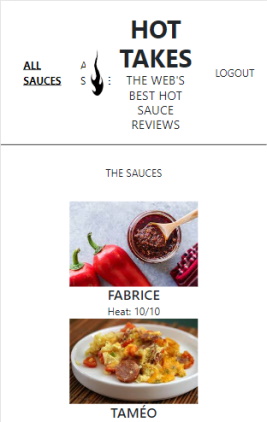 ALL
SAUCES
HOT
TAKES
THE WEB'S
BEST HOT
SAUCE
REVIEWS
LOGOUT
THE SAUCES
FABRICE
Heat: 10/10
TAMÉO